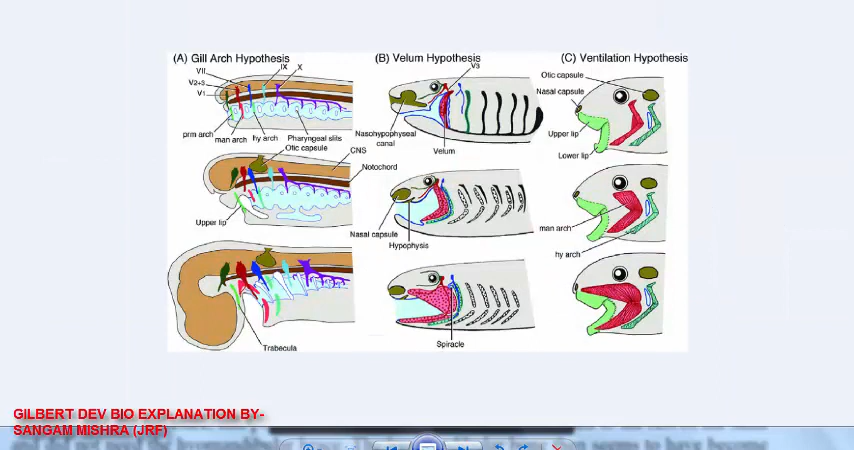 (A) Gill Arch Hypothesis
(B) Velum Hypothesis
(C) Ventilation Hypothesis
VII
IX
X
V2+3
V1
prm arch
man arch
hy arch
Pharyngeal slits
Otic capsule
CNS
Notochord
Upper lip
Trabecula
V3
Nasohypophyseal
canal
Velum
Nasal capsule
Hypophysis
Spiracle
Otic capsule
Nasal capsule
Upper lip
Lower lip
man arch
hy arch
GILBERT DEV BIO EXPLANATION BY-
SANGAM MISHRA (JRF)